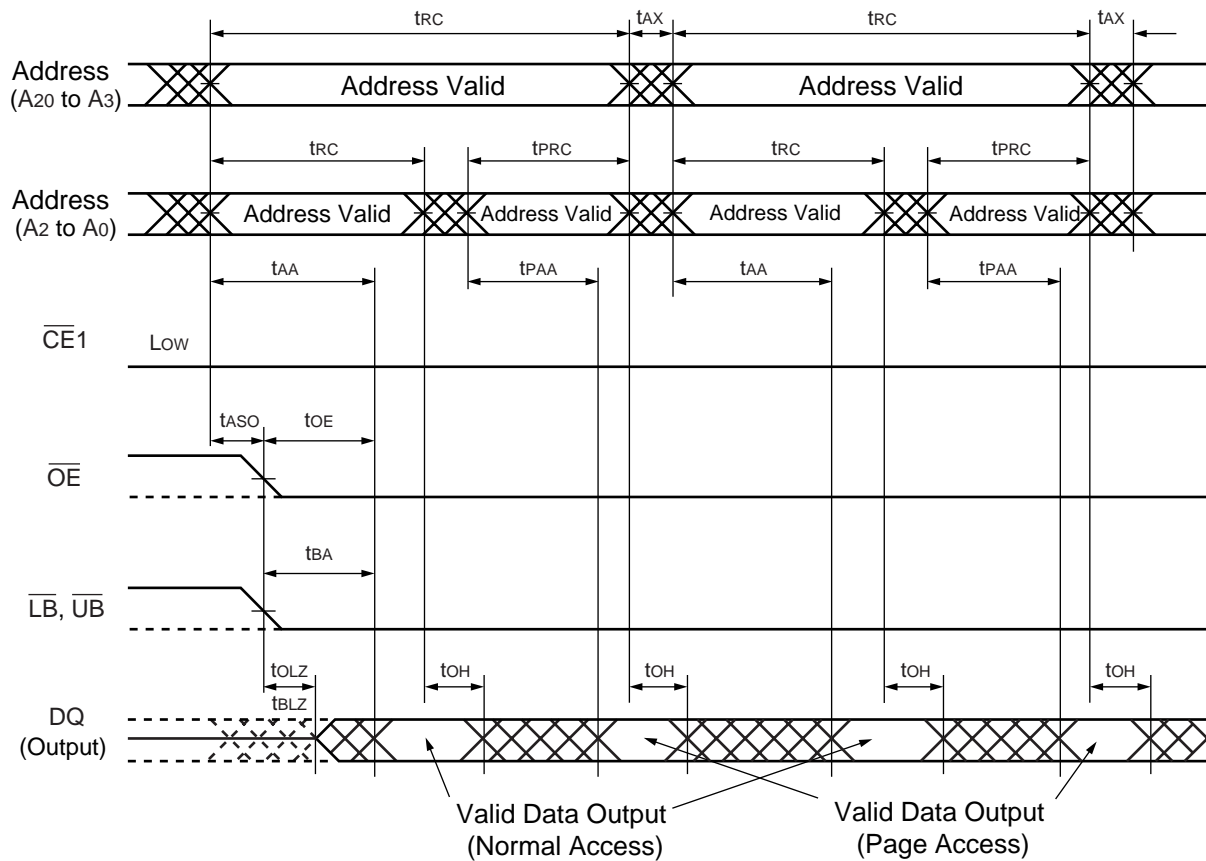 tRC tAX tRC tAX
Address
(A20 to A3)
Address Valid Address Valid
tRC tPRC tRC tPRC
Address
(A2 to A0)
Address Valid Address Valid Address Valid Address Valid
tAA tPAA tAA tPAA
CE1 LOW
tASO tOE
OE
tBA
LB, UB
tOLZ tOH tOH tOH tOH
tBLZ
DQ
(Output)
Valid Data Output
(Normal Access)
Valid Data Output
(Page Access)